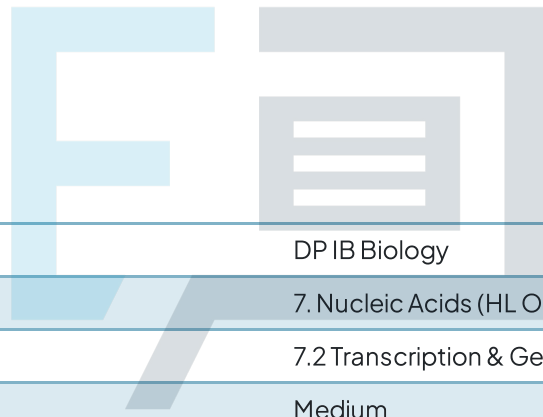 DP IB Biology
7. Nucleic Acids (HL O
7.2 Transcription & Ge
Medium